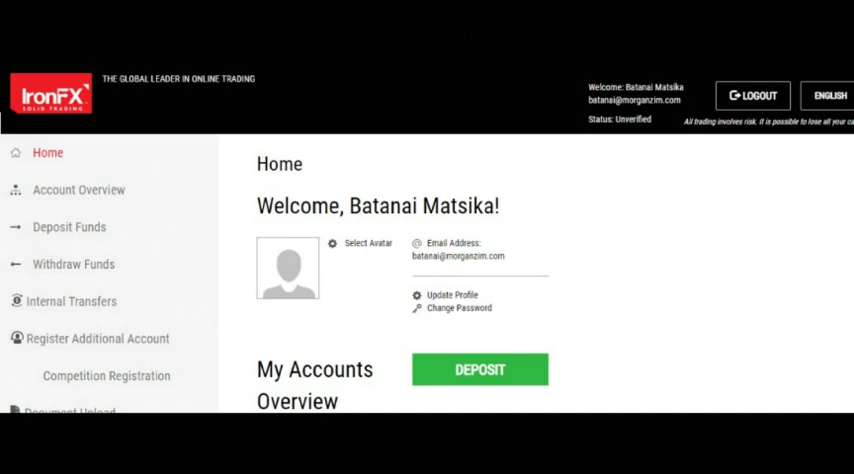 IronFX
SOLID TRADING
THE GLOBAL LEADER IN ONLINE TRADING
Welcome: Batanai Matsika
batanai@morganzim.com
Status: Unverified
LOGOUT
ENGLISH
All trading involves risk. It is possible to lose all your ca
Home
Account Overview
Deposit Funds
Withdraw Funds
Internal Transfers
Register Additional Account
Competition Registration
Document Upload
Home
Welcome, Batanai Matsika!
Select Avatar
Email Address:
batanai@morganzim.com
Update Profile
Change Password
My Accounts
Overview
DEPOSIT